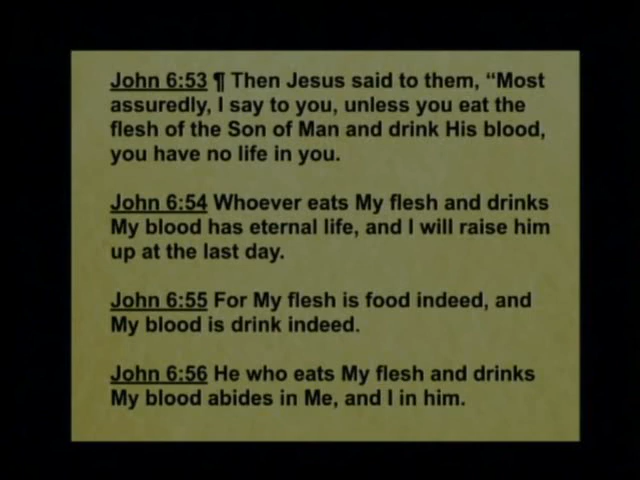 John 6:53 ¶ Then Jesus said to them, “Most
assuredly, I say to you, unless you eat the
flesh of the Son of Man and drink His blood,
you have no life in you.
John 6:54 Whoever eats My flesh and drinks
My blood has eternal life, and I will raise him
up at the last day.
John 6:55 For My flesh is food indeed, and
My blood is drink indeed.
John 6:56 He who eats My flesh and drinks
My blood abides in Me, and I in him.